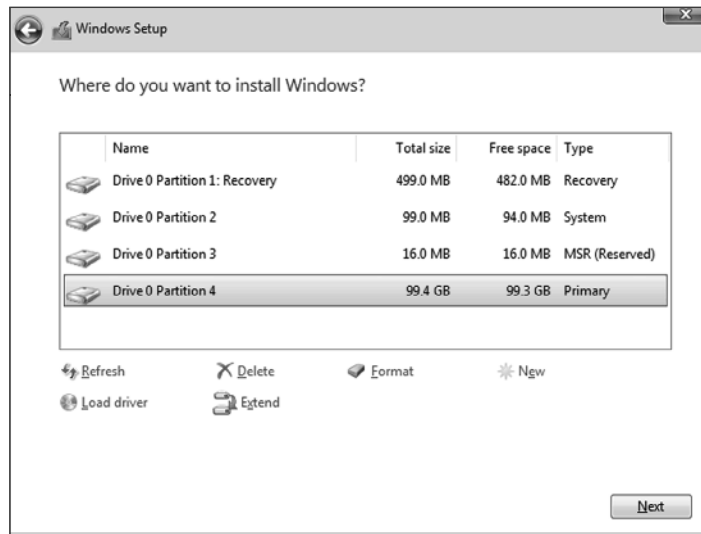 Windows Setup
Where do you want to install Windows?
Name Total size Free space Type
Drive 0 Partition 1: Recovery 499.0 MB 482.0 MB Recovery
Drive 0 Partition 2 99.0 MB 94.0 MB System
Drive 0 Partition 3 16.0 MB 16.0 MB MSR (Reserved)
Drive 0 Partition 4 99.4 GB 99.3 GB Primary
Refresh Delete Format New
Load driver Extend
Next